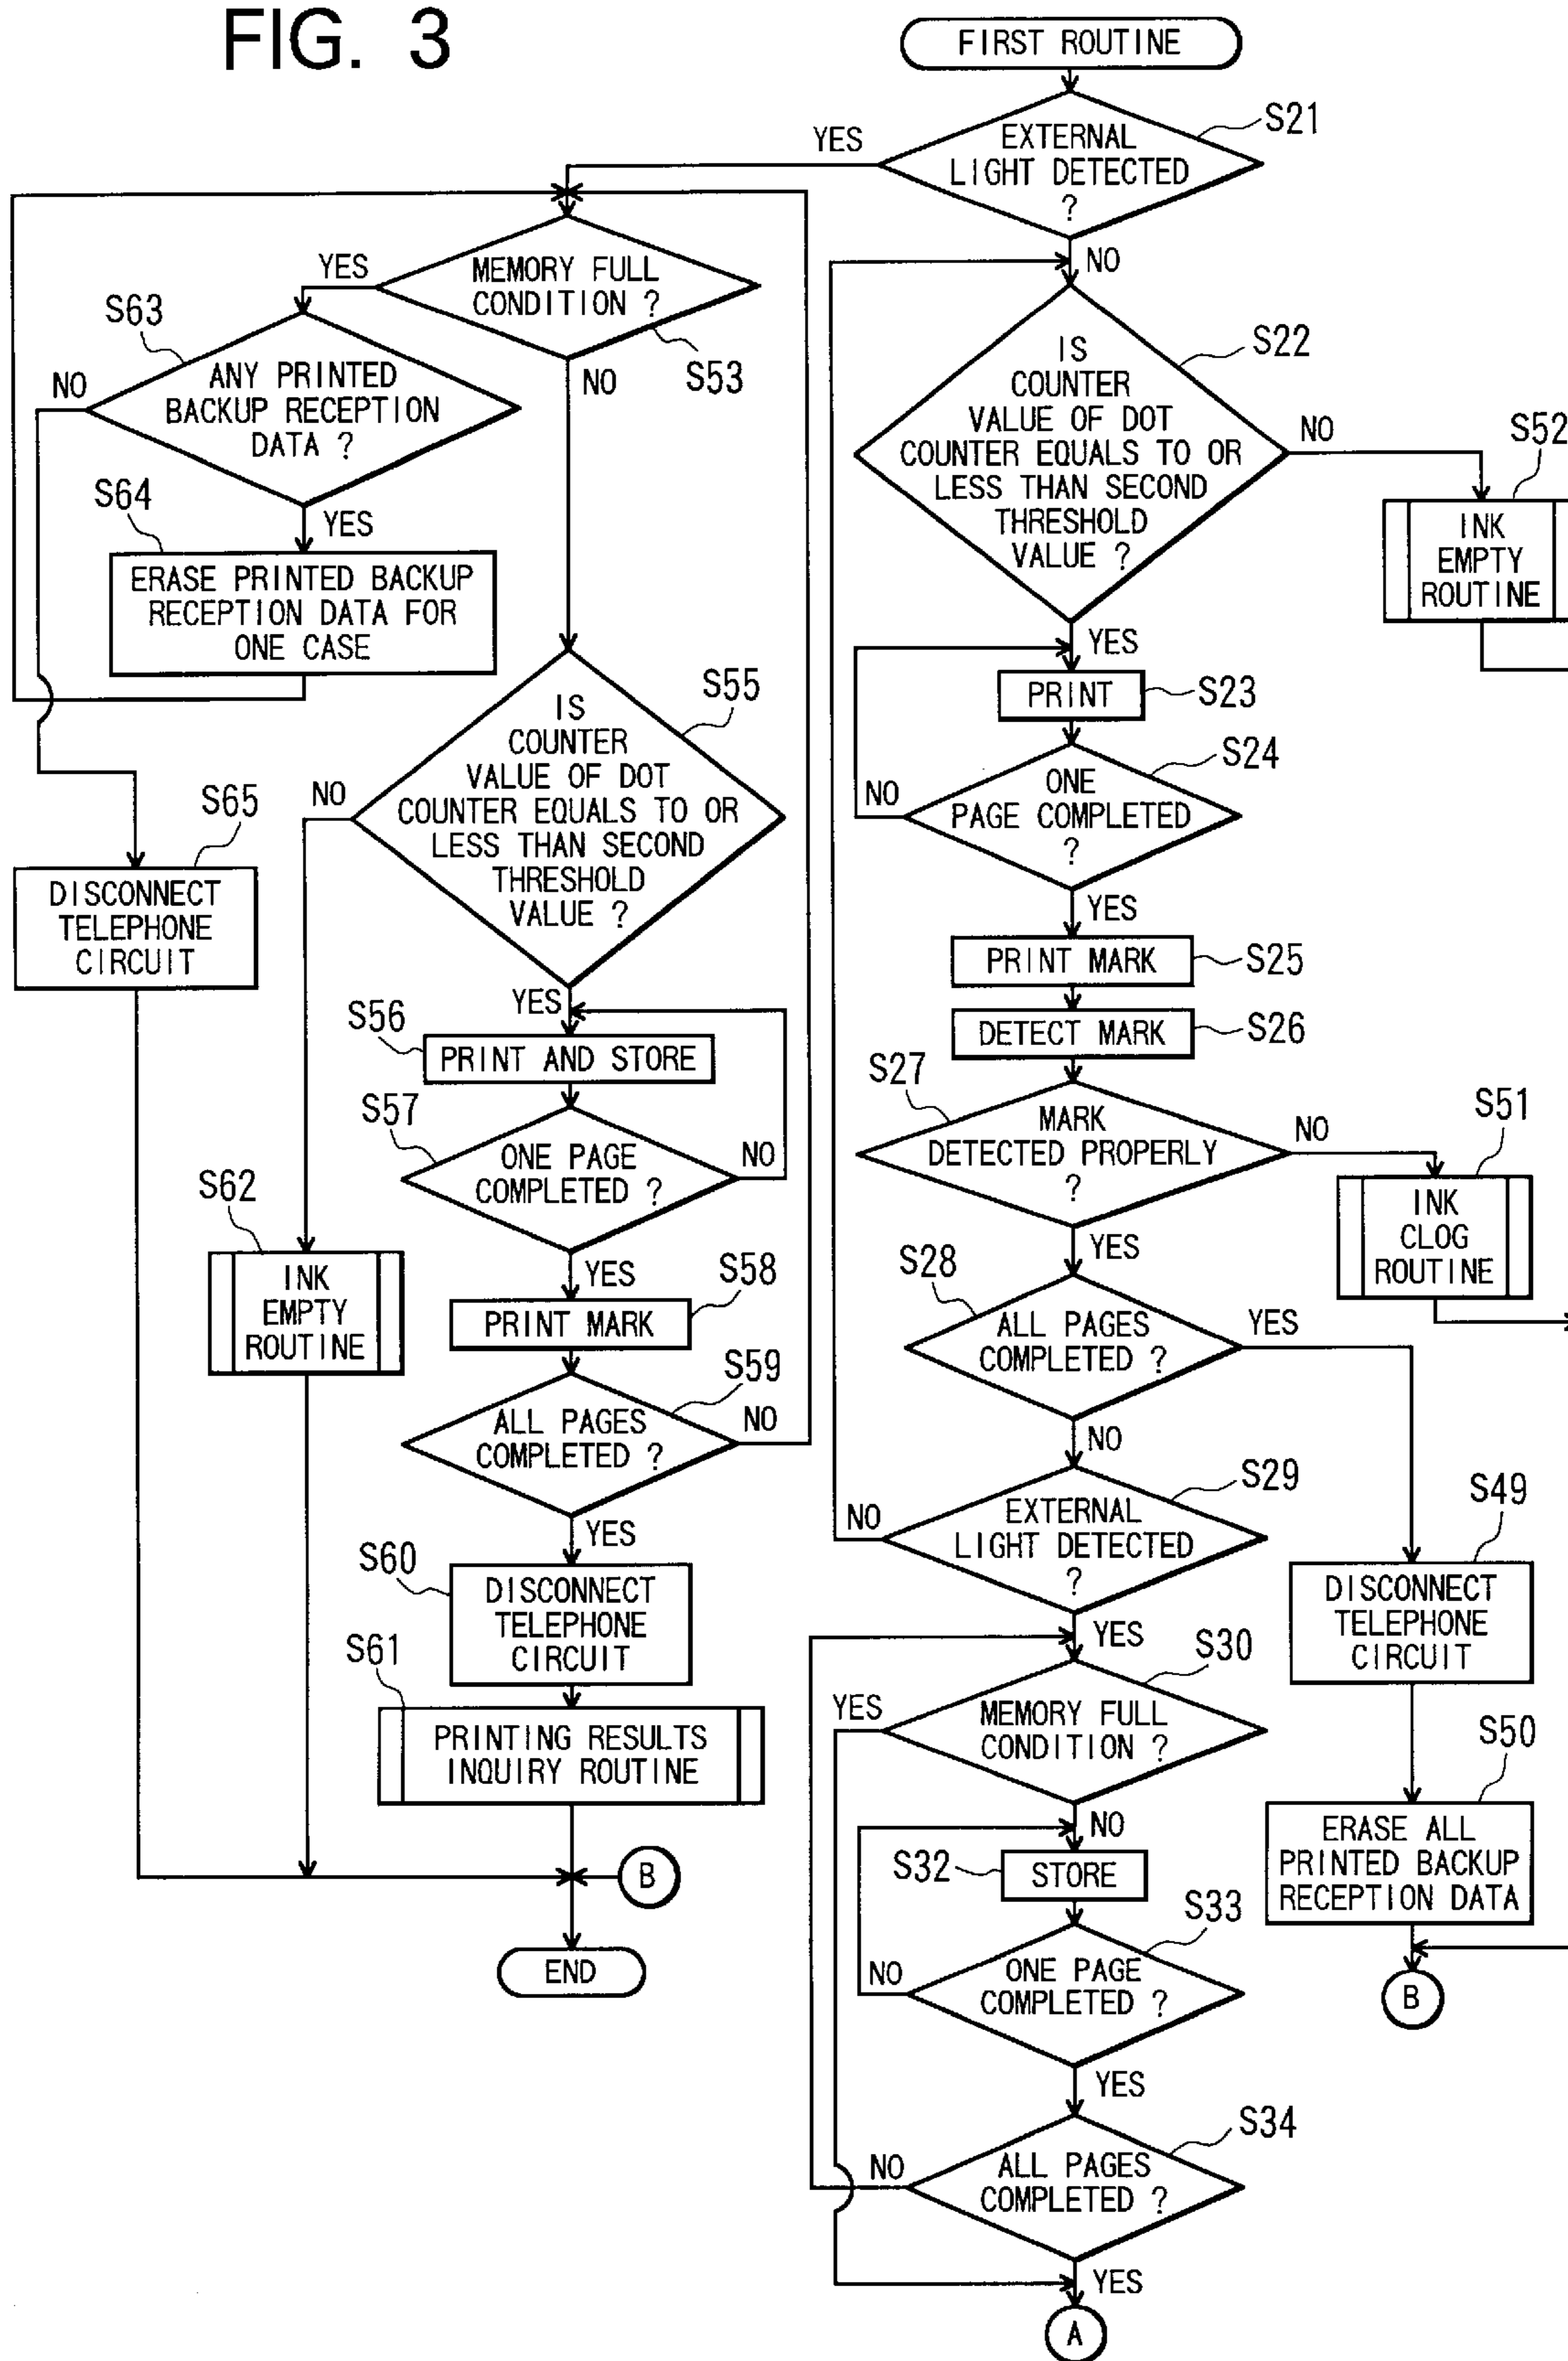 FIG. 3
FIRST ROUTINE
S21
EXTERNAL
LIGHT DETECTED
?
YES
NO
MEMORY FULL
CONDITION ?
S53
YES
NO
S63
ANY PRINTED
BACKUP RECEPTION
DATA ?
NO
YES
S64
ERASE PRINTED BACKUP
RECEPTION DATA FOR
ONE CASE
S65
DISCONNECT
TELEPHONE
CIRCUIT
S55
IS
COUNTER
VALUE OF DOT
COUNTER EQUALS TO OR
LESS THAN SECOND
THRESHOLD
VALUE ?
NO
YES
S56
PRINT AND STORE
S57
ONE PAGE
COMPLETED ?
NO
YES
S62
INK
EMPTY
ROUTINE
S58
PRINT MARK
S59
ALL PAGES
COMPLETED ?
NO
YES
S60
DISCONNECT
TELEPHONE
CIRCUIT
S61
PRINTING RESULTS
INQUIRY ROUTINE
B
END
S22
IS
COUNTER
VALUE OF DOT
COUNTER EQUALS TO OR
LESS THAN SECOND
THRESHOLD
VALUE ?
NO
YES
S52
INK
EMPTY
ROUTINE
PRINT
S23
S24
ONE
PAGE COMPLETED
?
NO
YES
PRINT MARK
S25
DETECT MARK
S26
S27
MARK
DETECTED PROPERLY
?
NO
YES
S51
INK
CLOG
ROUTINE
S28
ALL PAGES
COMPLETED ?
YES
NO
S29
EXTERNAL
LIGHT DETECTED
?
NO
YES
S49
DISCONNECT
TELEPHONE
CIRCUIT
S30
MEMORY FULL
CONDITION ?
YES
NO
S50
ERASE ALL
PRINTED BACKUP
RECEPTION DATA
B
S32
STORE
S33
ONE PAGE
COMPLETED ?
NO
YES
S34
ALL PAGES
COMPLETED ?
NO
YES
A